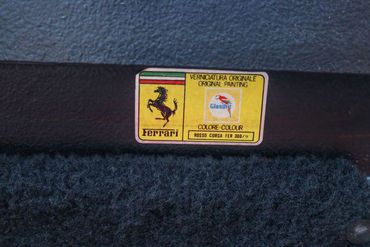 VERNICIATURA ORIGINALE
ORIGINAL PAINTING
Glasurit
COLORE-COLOUR
Ferrari
ROSSO CORSA FER 300/9